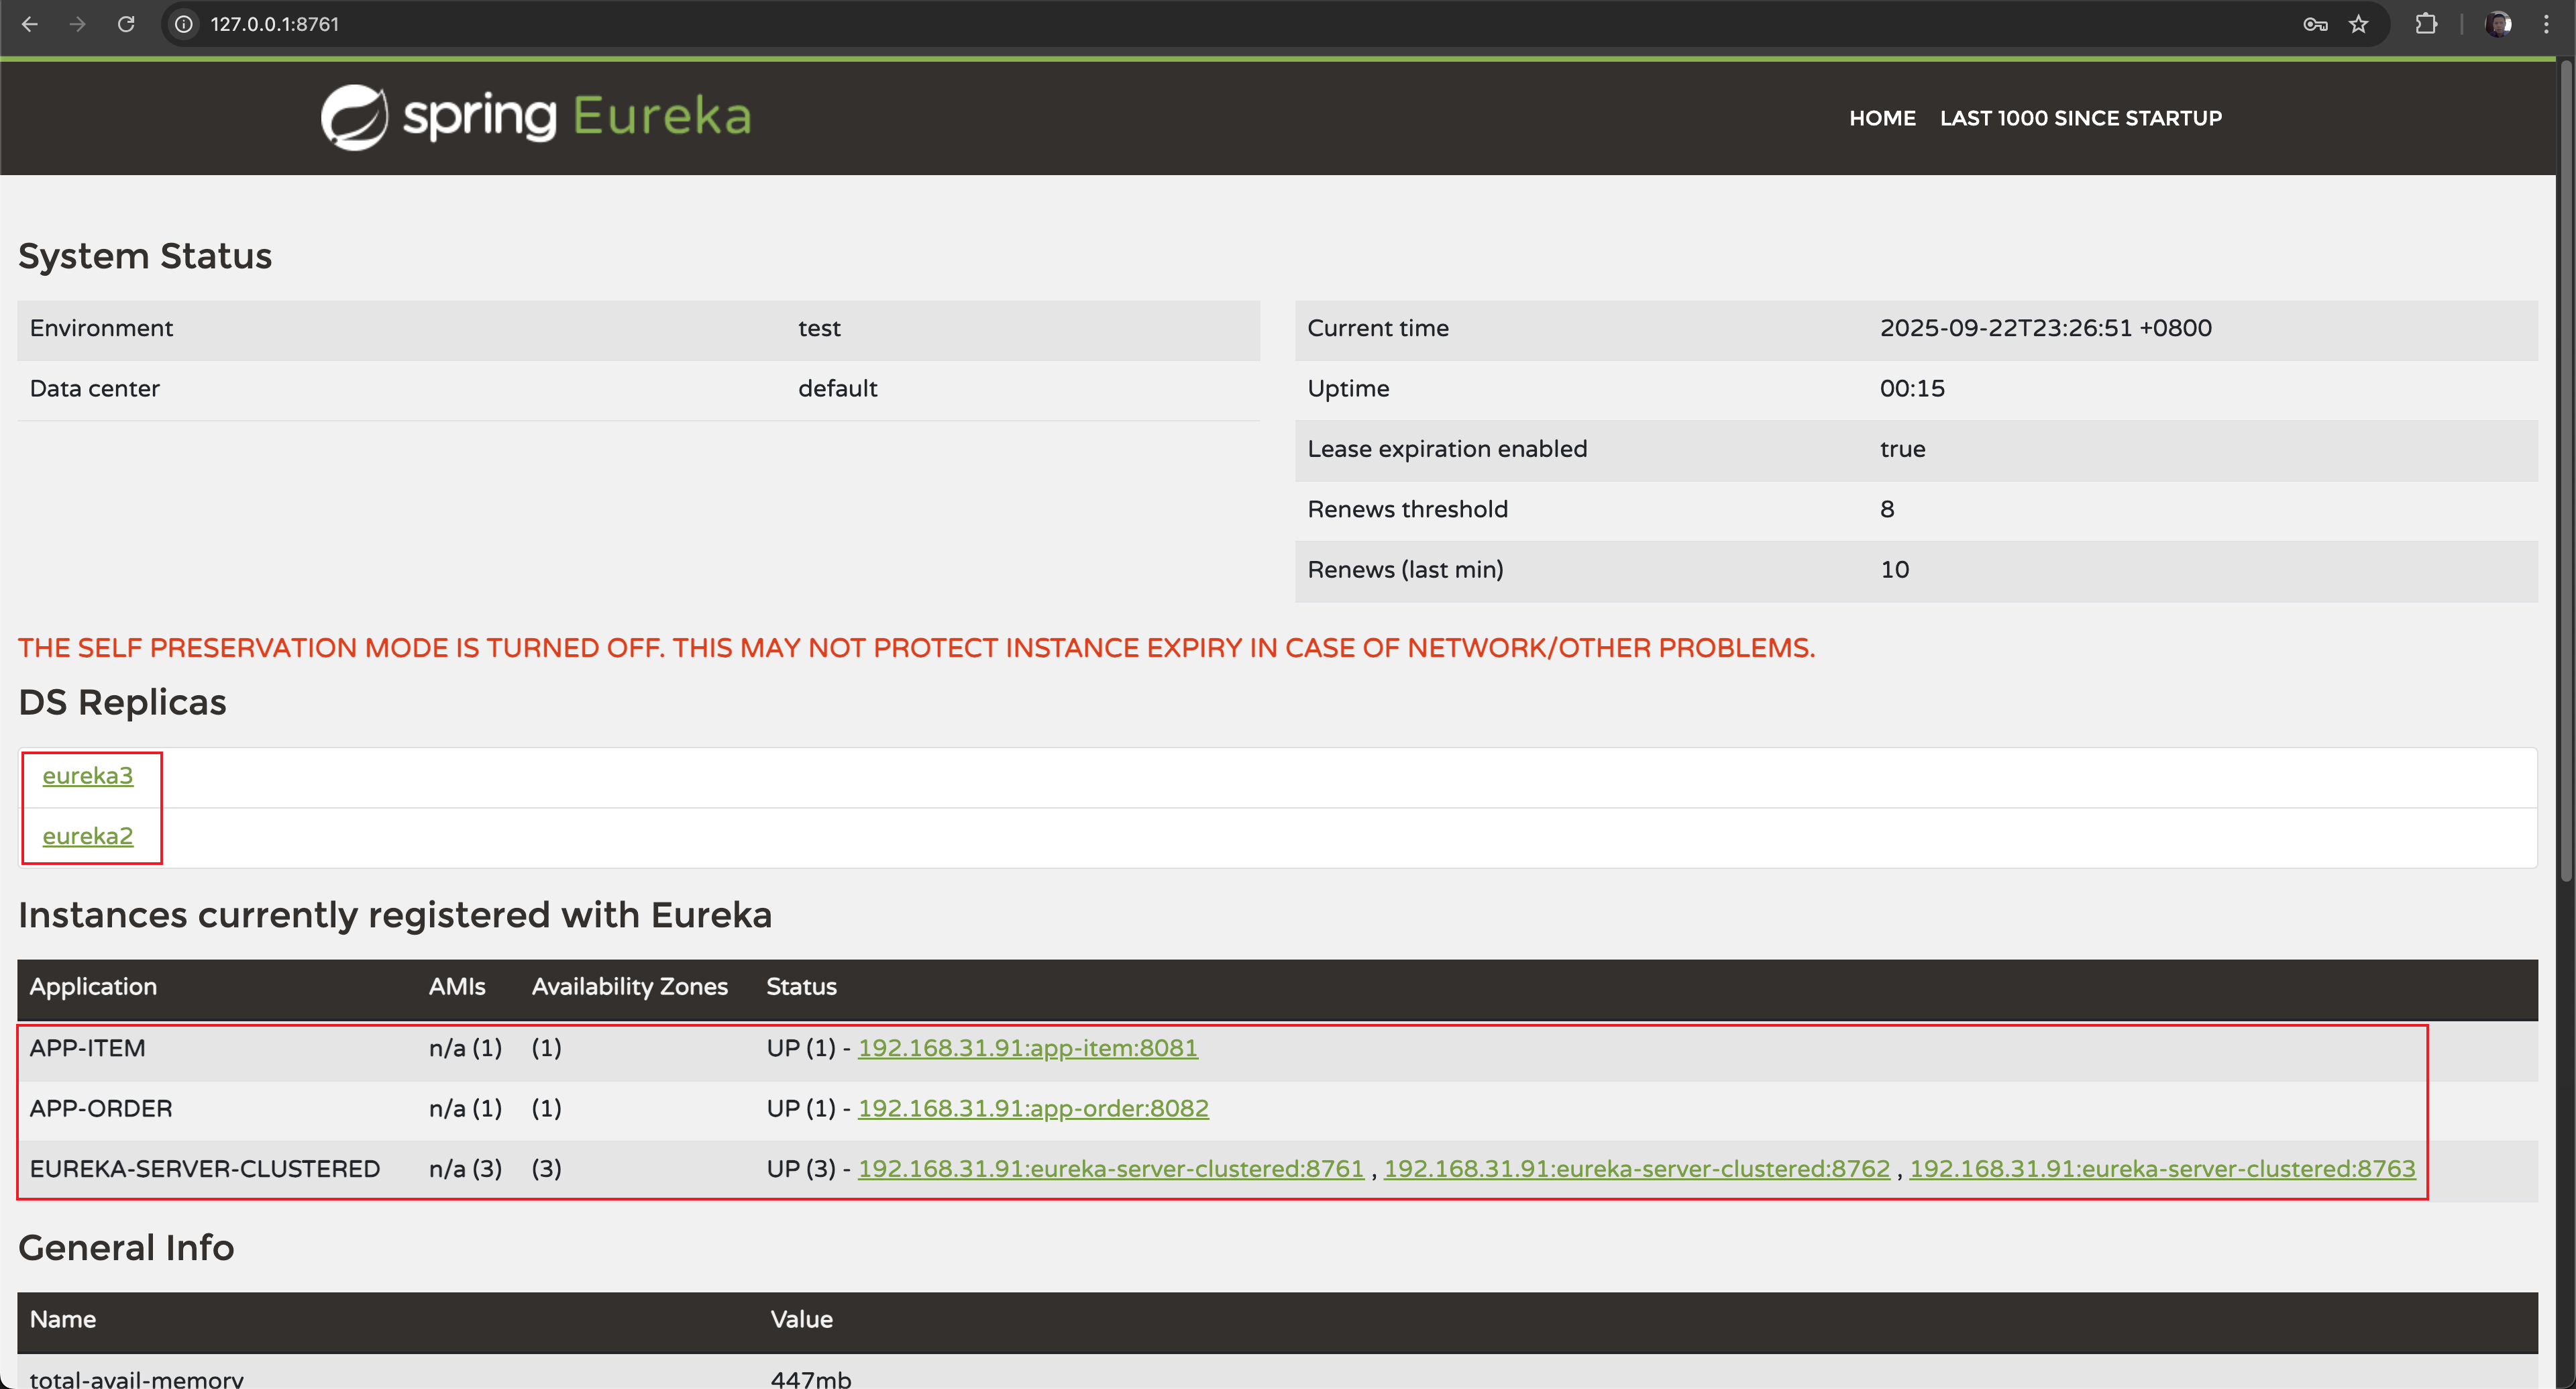 127.0.0.1:8761
spring Eureka
HOME LAST 1000 SINCE STARTUP
System Status
Environment test
Data center default
Current time 2025-09-22T23:26:51 +0800
Uptime 00:15
Lease expiration enabled true
Renews threshold 8
Renews (last min) 10
THE SELF PRESERVATION MODE IS TURNED OFF. THIS MAY NOT PROTECT INSTANCE EXPIRY IN CASE OF NETWORK/OTHER PROBLEMS.
DS Replicas
eureka3
eureka2
Instances currently registered with Eureka
Application AMIs Availability Zones Status
APP-ITEM n/a (1) (1) UP (1) - 192.168.31.91:app-item:8081
APP-ORDER n/a (1) (1) UP (1) - 192.168.31.91:app-order:8082
EUREKA-SERVER-CLUSTERED n/a (3) (3) UP (3) - 192.168.31.91:eureka-server-clustered:8761 , 192.168.31.91:eureka-server-clustered:8762 , 192.168.31.91:eureka-server-clustered:8763
General Info
Name Value
total-avail-memory 447mb